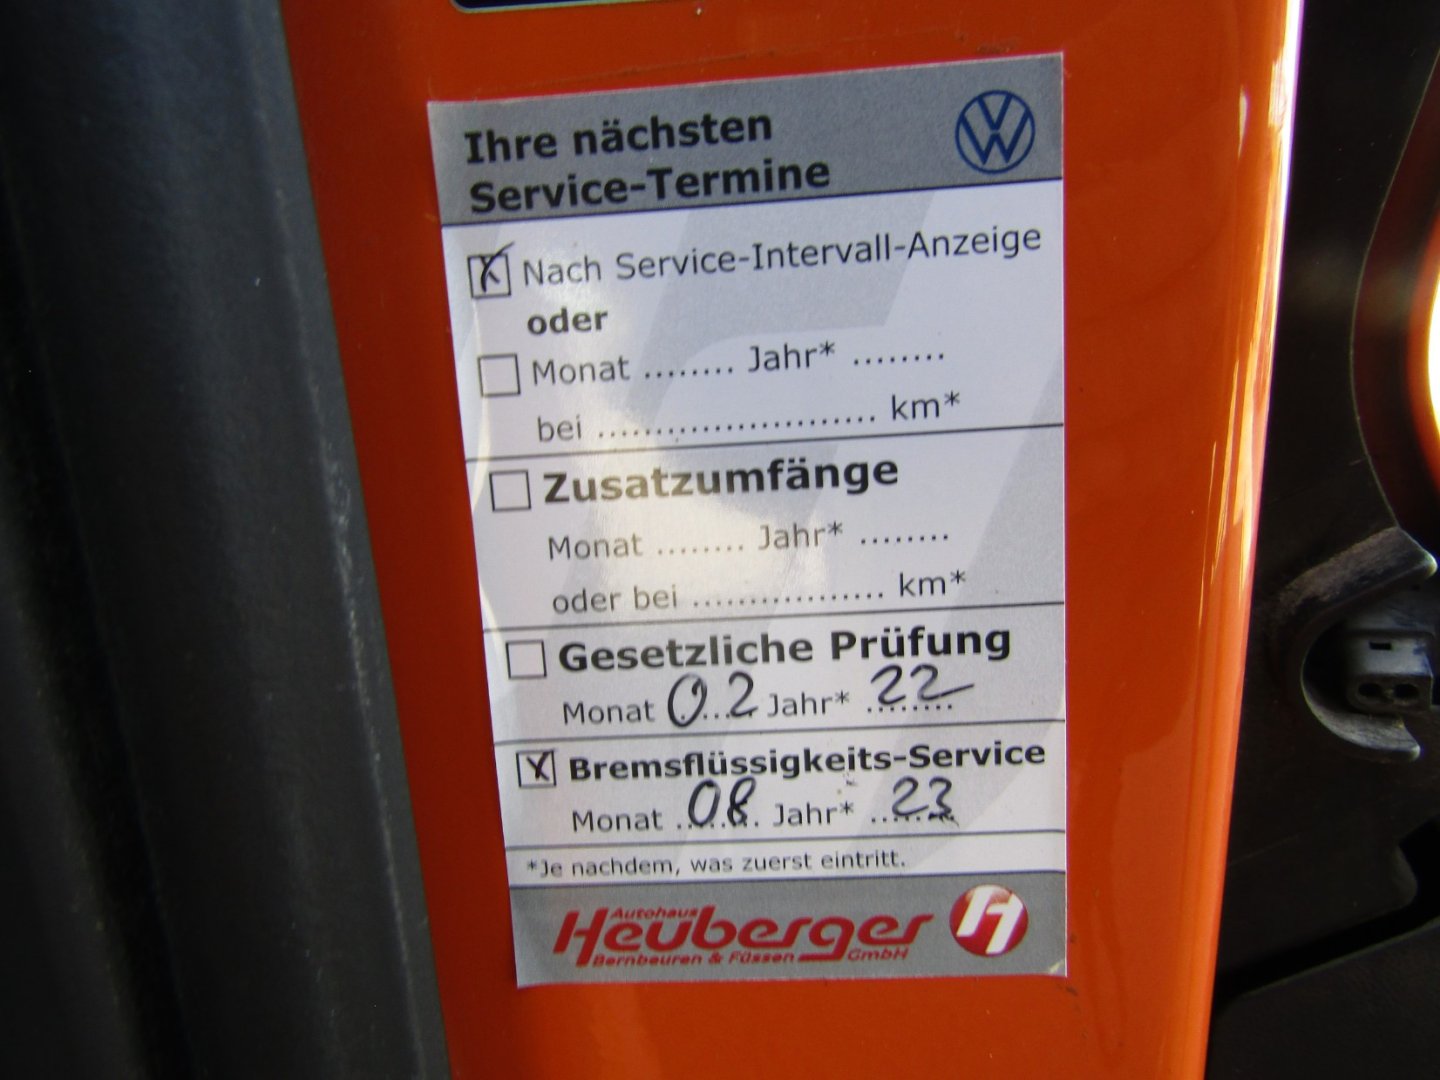 Ihre nächsten
Service-Termine
VW
X Nach Service-Intervall-Anzeige
oder
Monat ........ Jahr* ........
bei ........................ km*
Zusatzumfänge
Monat ........ Jahr* ........
oder bei ................. km*
Gesetzliche Prüfung
Monat 02 Jahr* 22
X Bremsflüssigkeits-Service
Monat 08 Jahr* 23
*Je nachdem, was zuerst eintritt.
Autohaus
Heuberger
Bernbeuren & Füssen GmbH